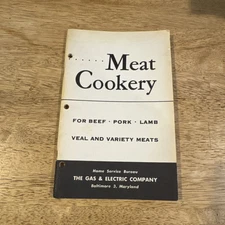 ..... Meat
Cookery
FOR BEEF · PORK · LAMB
VEAL AND VARIETY MEATS
Home Service Bureau
THE GAS & ELECTRIC COMPANY
Baltimore 3, Maryland